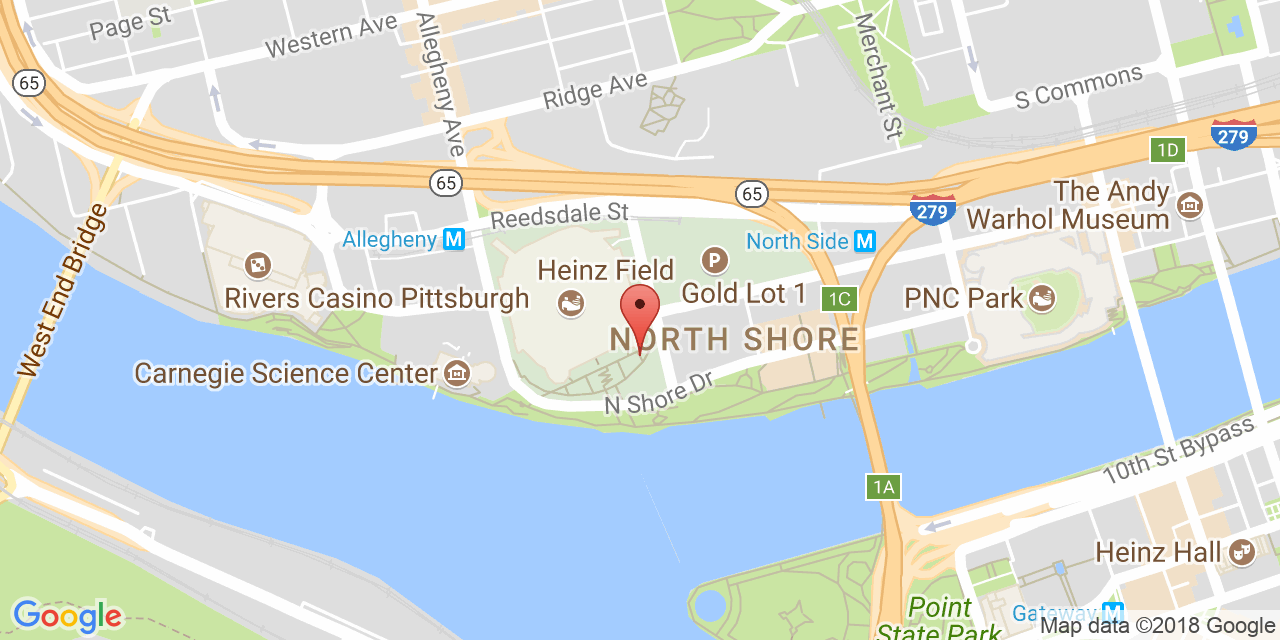 Page St
Western Ave
Allegheny Ave
Merchant St
65
Ridge Ave
S Commons
279
1D
65
65
The Andy
Warhol Museum
279
Reedsdale St
Allegheny M
North Side M
West End Bridge
Heinz Field
P
Gold Lot 1
Rivers Casino Pittsburgh
1C
PNC Park
NORTH SHORE
Carnegie Science Center
N Shore Dr
10th St Bypass
1A
Heinz Hall
Point
State Park
Gateway M
Google
Map data ©2018 Google